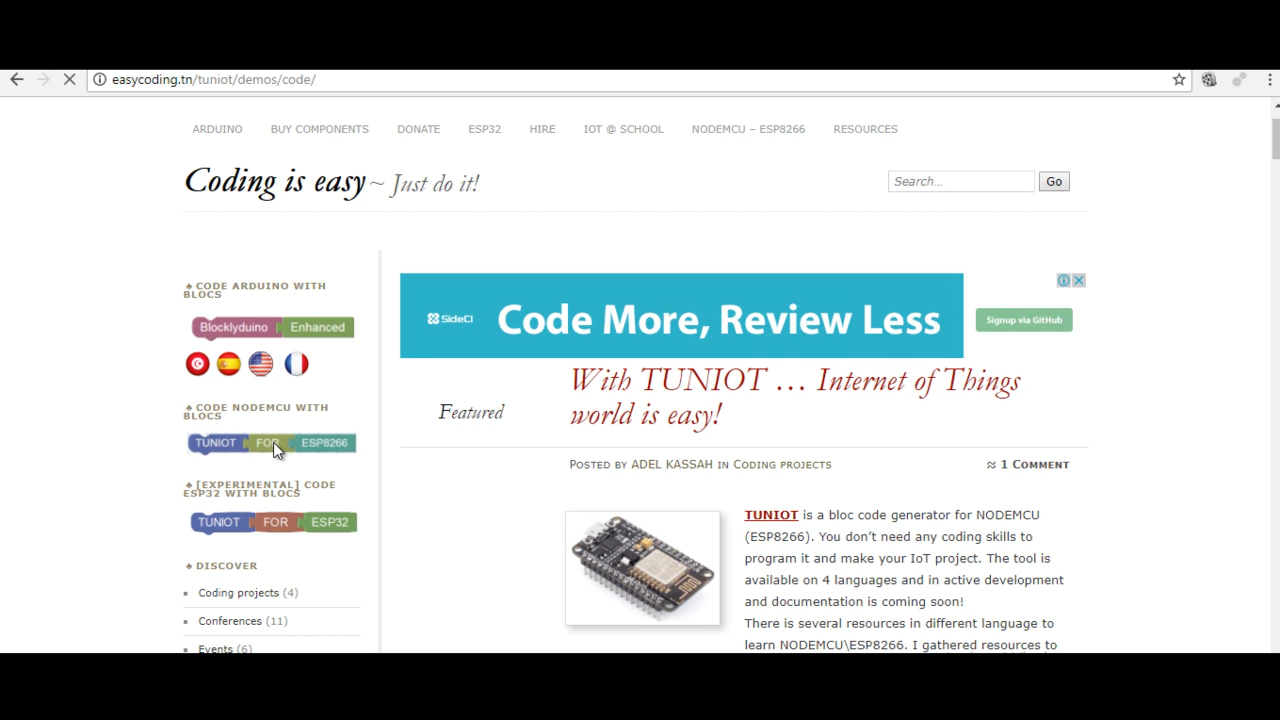 easycoding.tn/tuniot/demos/code/
ARDUINO BUY COMPONENTS DONATE ESP32 HIRE IOT @ SCHOOL NODEMCU – ESP8266 RESOURCES
Coding is easy ~ Just do it!
Search...
Go
♣ CODE ARDUINO WITH
BLOCS
Blocklyduino Enhanced
♣ CODE NODEMCU WITH
BLOCS
TUNIOT FOR ESP8266
♣ [EXPERIMENTAL] CODE
ESP32 WITH BLOCS
TUNIOT FOR ESP32
♣ DISCOVER
Coding projects (4)
Conferences (11)
Events (6)
SideCI
Code More, Review Less
Signup via GitHub
Featured
With TUNIOT … Internet of Things
world is easy!
POSTED BY ADEL KASSAH IN CODING PROJECTS
≈ 1 COMMENT
TUNIOT is a bloc code generator for NODEMCU
(ESP8266). You don’t need any coding skills to
program it and make your IoT project. The tool is
available on 4 languages and in active development
and documentation is coming soon!
There is several resources in different language to
learn NODEMCU\ESP8266. I gathered resources to